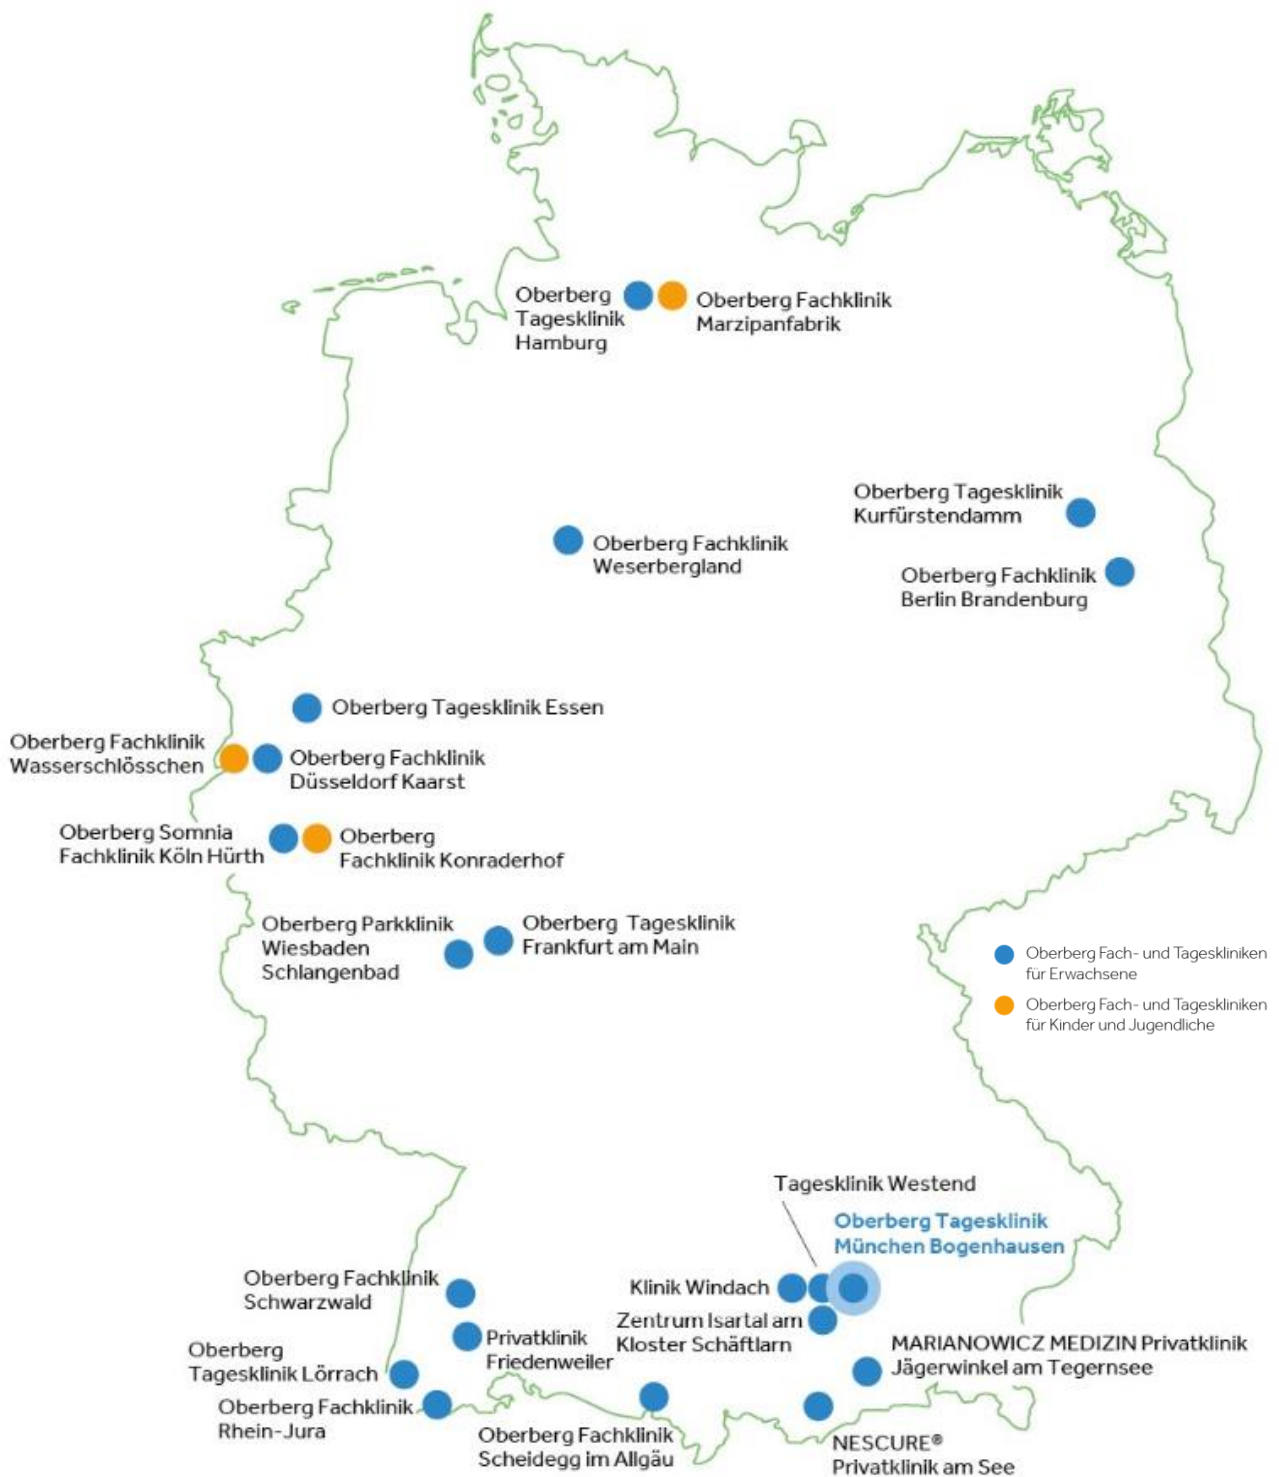 Oberberg
Tagesklinik
Hamburg
Oberberg Fachklinik
Marzipanfabrik
Oberberg Tagesklinik
Kurfürstendamm
Oberberg Fachklinik
Weserbergland
Oberberg Fachklinik
Berlin Brandenburg
Oberberg Tagesklinik Essen
Oberberg Fachklinik
Wasserschlösschen
Oberberg Fachklinik
Düsseldorf Kaarst
Oberberg Somnia
Fachklinik Köln Hürth
Oberberg
Fachklinik Konraderhof
Oberberg Parkklinik
Wiesbaden
Schlangenbad
Oberberg Tagesklinik
Frankfurt am Main
Oberberg Fach- und Tageskliniken
für Erwachsene
Oberberg Fach- und Tageskliniken
für Kinder und Jugendliche
Tagesklinik Westend
Oberberg Tagesklinik
München Bogenhausen
Oberberg Fachklinik
Schwarzwald
Klinik Windach
Zentrum Isartal am
Kloster Schäftlarn
Privatklinik
Friedenweiler
MARIANOWICZ MEDIZIN Privatklinik
Jägerwinkel am Tegernsee
Oberberg
Tagesklinik Lörrach
Oberberg Fachklinik
Rhein-Jura
Oberberg Fachklinik
Scheidegg im Allgäu
NESCURE®
Privatklinik am See